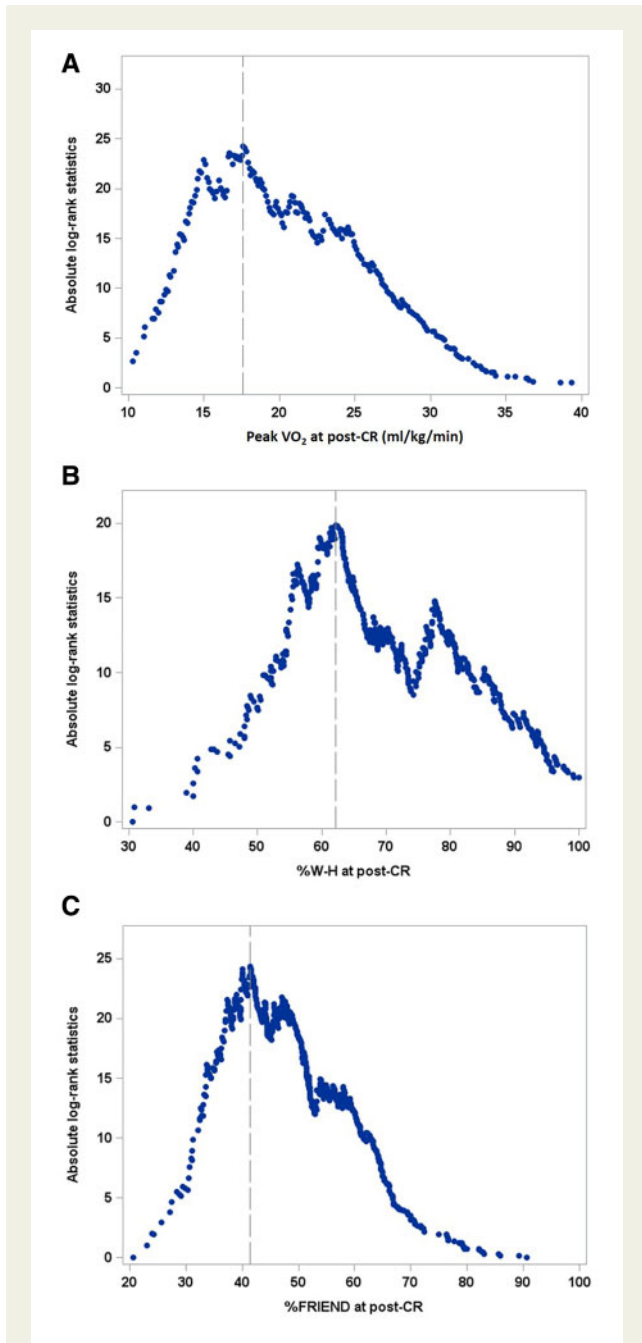 A
30
25
20
15
10
5
0
Absolute log-rank statistics
10 15 20 25 30 35 40
Peak VO₂ at post-CR (ml/kg/min)
B
20
15
10
5
0
Absolute log-rank statistics
30 40 50 60 70 80 90 100
%W-H at post-CR
C
25
20
15
10
5
0
Absolute log-rank statistics
20 30 40 50 60 70 80 90 100
%FRIEND at post-CR